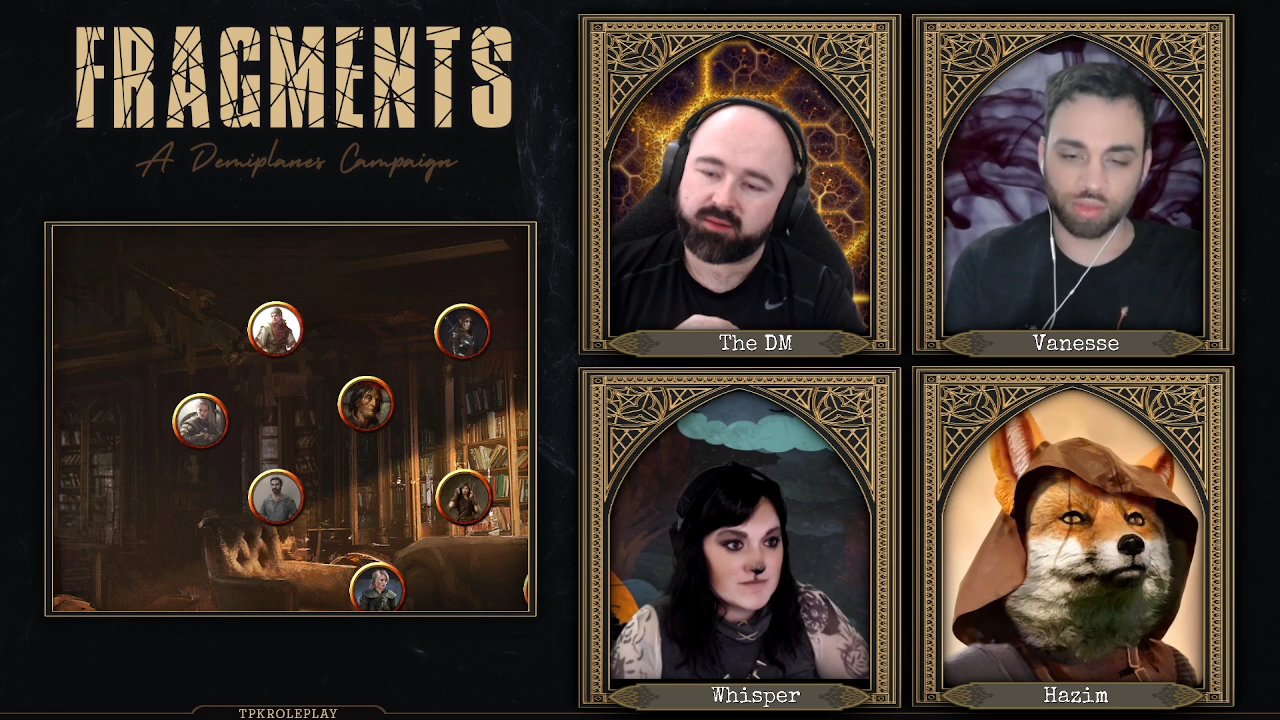 FRAGMENTS
A Demiplanes Campaign
The DM
Vanesse
Whisper
Hazim
TPKROLEPLAY